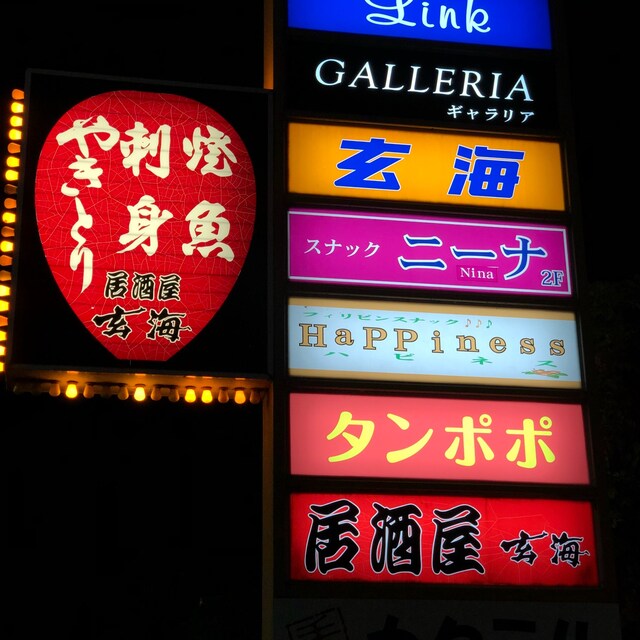 焼魚
刺身
やきとり
居酒屋
玄海
Link
GALLERIA
ギャラリア
玄海
スナック ニーナ
Nina
2F
フィリピンスナック♪♪♪
HaPPiness
ハピネス
タンポポ
居酒屋 玄海